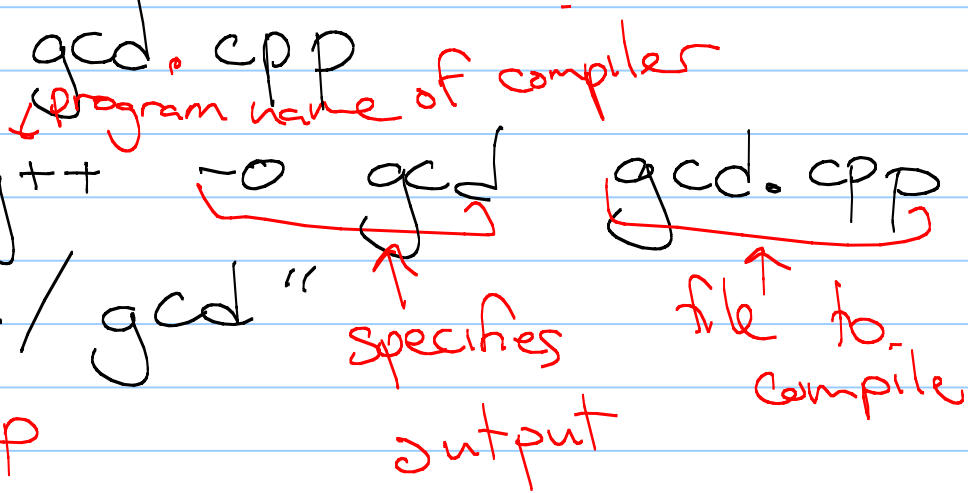 gcd.cpp
program name of compiler
g++ -o gcd gcd.cpp
./gcd"
specifies
output
file to
compile
p